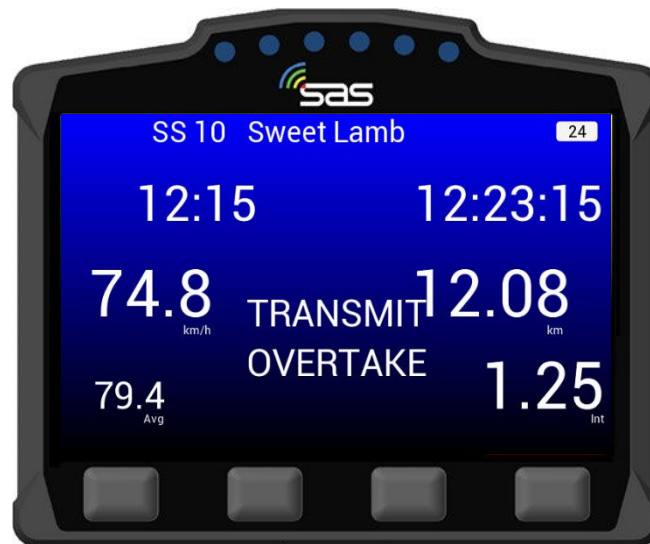 sas
SS 10 Sweet Lamb 24
12:15 12:23:15
74.8 km/h 12.08 km
TRANSMIT
OVERTAKE
79.4 Avg 1.25 Int